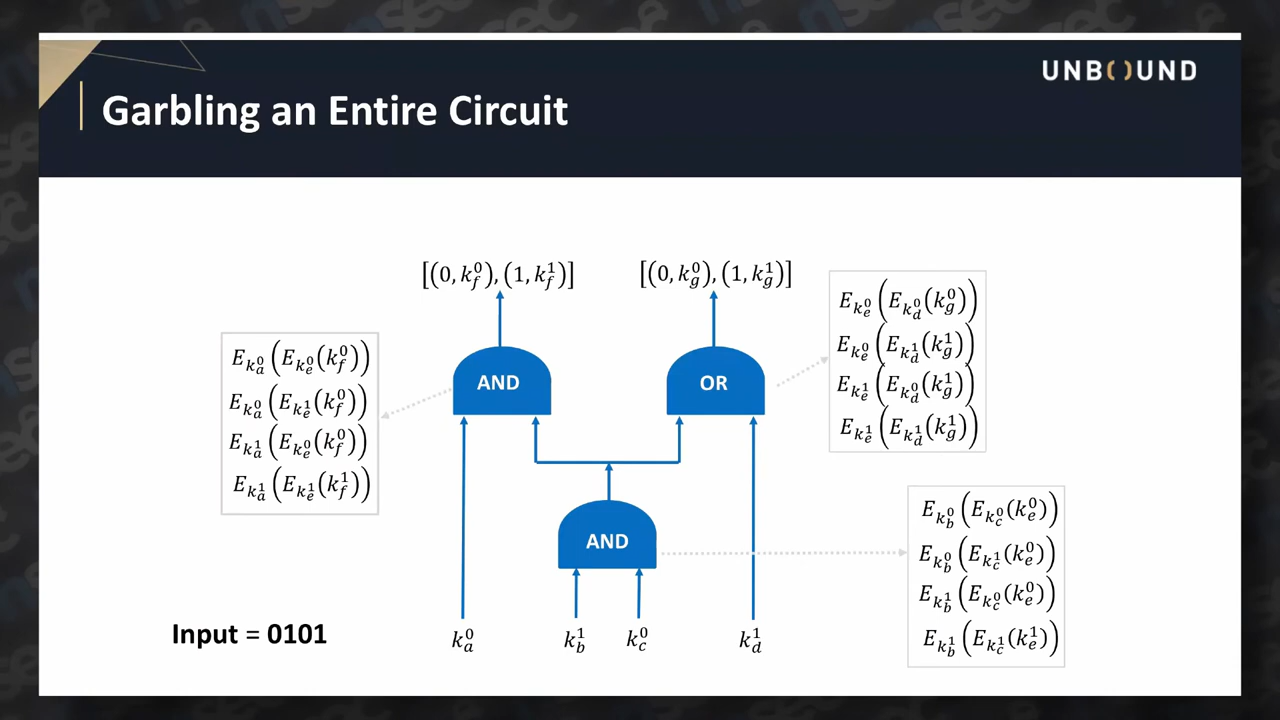 UNBOUND
Garbling an Entire Circuit
[(0, k_f^0), (1, k_f^1)]
[(0, k_g^0), (1, k_g^1)]
E_{k_e^0}(E_{k_d^0}(k_g^0))
E_{k_e^0}(E_{k_d^1}(k_g^1))
E_{k_e^1}(E_{k_d^0}(k_g^1))
E_{k_e^1}(E_{k_d^1}(k_g^1))
E_{k_a^0}(E_{k_e^0}(k_f^0))
E_{k_a^0}(E_{k_e^1}(k_f^0))
E_{k_a^1}(E_{k_e^0}(k_f^0))
E_{k_a^1}(E_{k_e^1}(k_f^1))
AND
OR
AND
E_{k_b^0}(E_{k_c^0}(k_e^0))
E_{k_b^0}(E_{k_c^1}(k_e^0))
E_{k_b^1}(E_{k_c^0}(k_e^0))
E_{k_b^1}(E_{k_c^1}(k_e^1))
Input = 0101
k_a^0
k_b^1
k_c^0
k_d^1